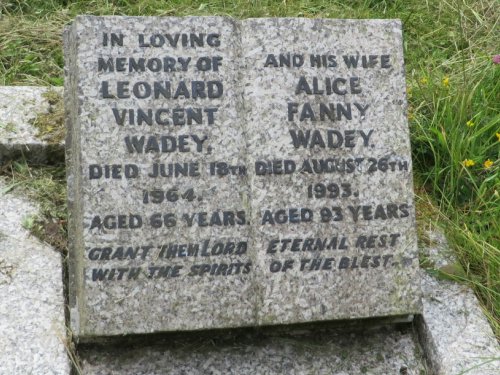 IN LOVING
MEMORY OF
LEONARD
VINCENT
WADEY.
DIED JUNE 18TH
1964.
AGED 66 YEARS.
GRANT THEM LORD
WITH THE SPIRITS
AND HIS WIFE
ALICE
FANNY
WADEY.
DIED AUGUST 26TH
1993.
AGED 93 YEARS
ETERNAL REST
OF THE BLEST.